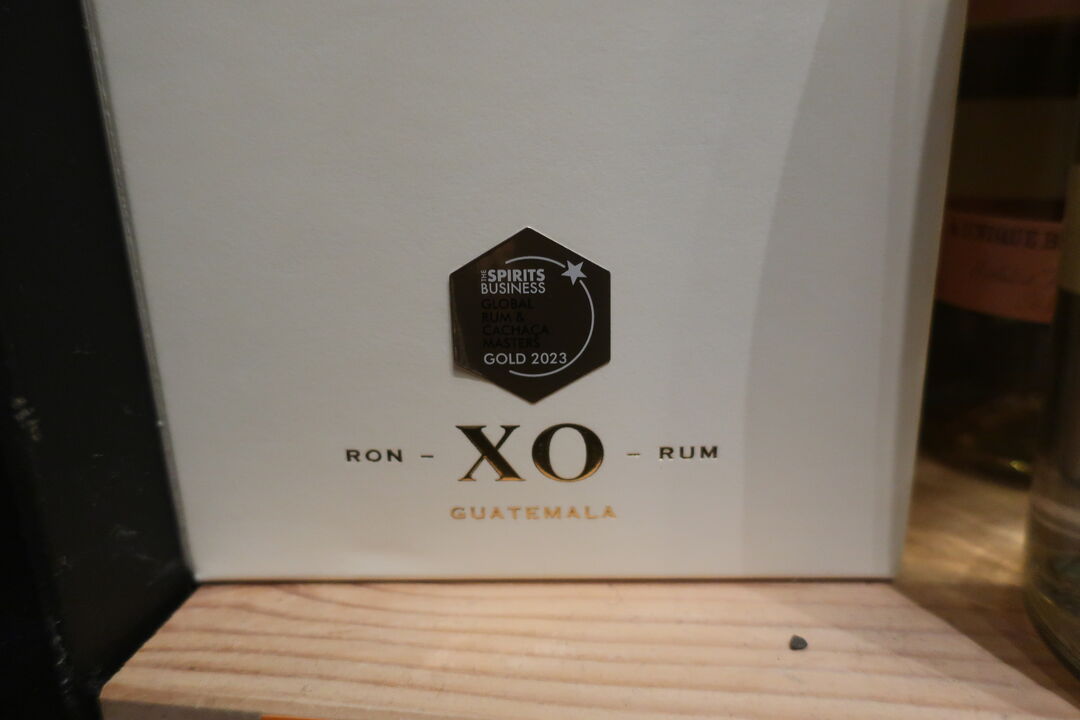 THE SPIRITS
BUSINESS
GLOBAL
RUM &
CACHAÇA
MASTERS
GOLD 2023
RON - XO - RUM
GUATEMALA